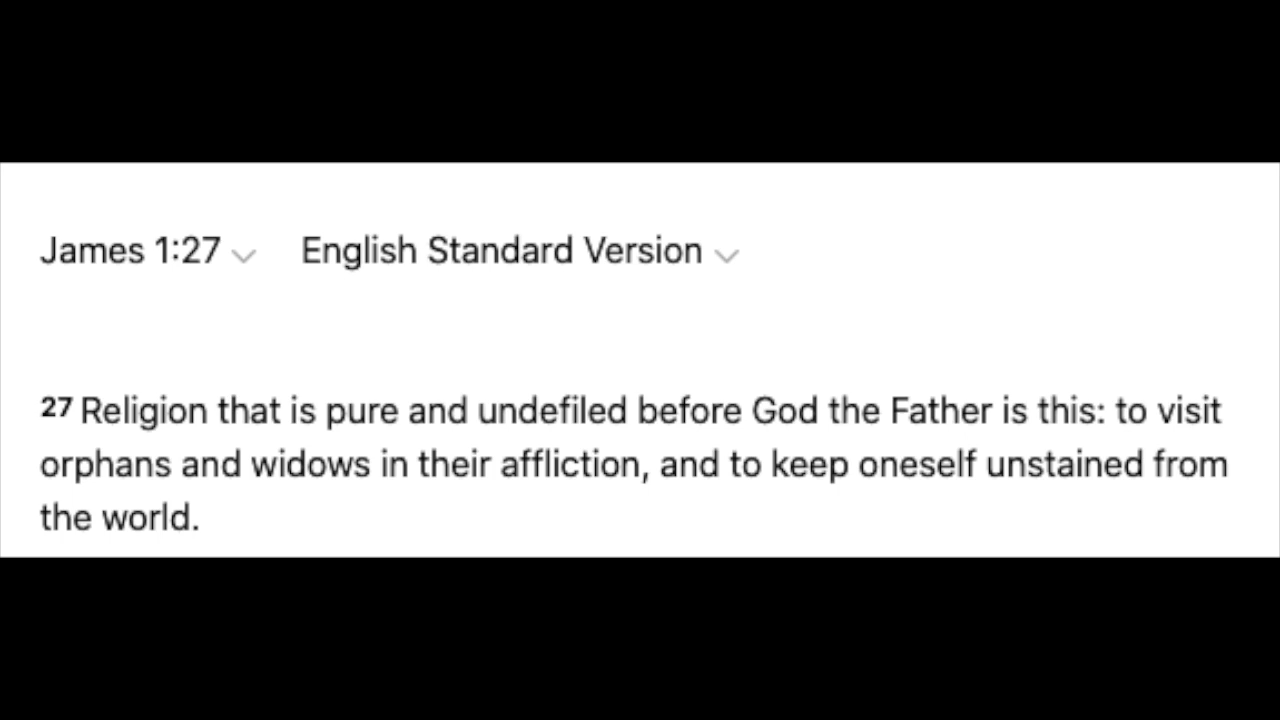 James 1:27 English Standard Version
27 Religion that is pure and undefiled before God the Father is this: to visit
orphans and widows in their affliction, and to keep oneself unstained from
the world.